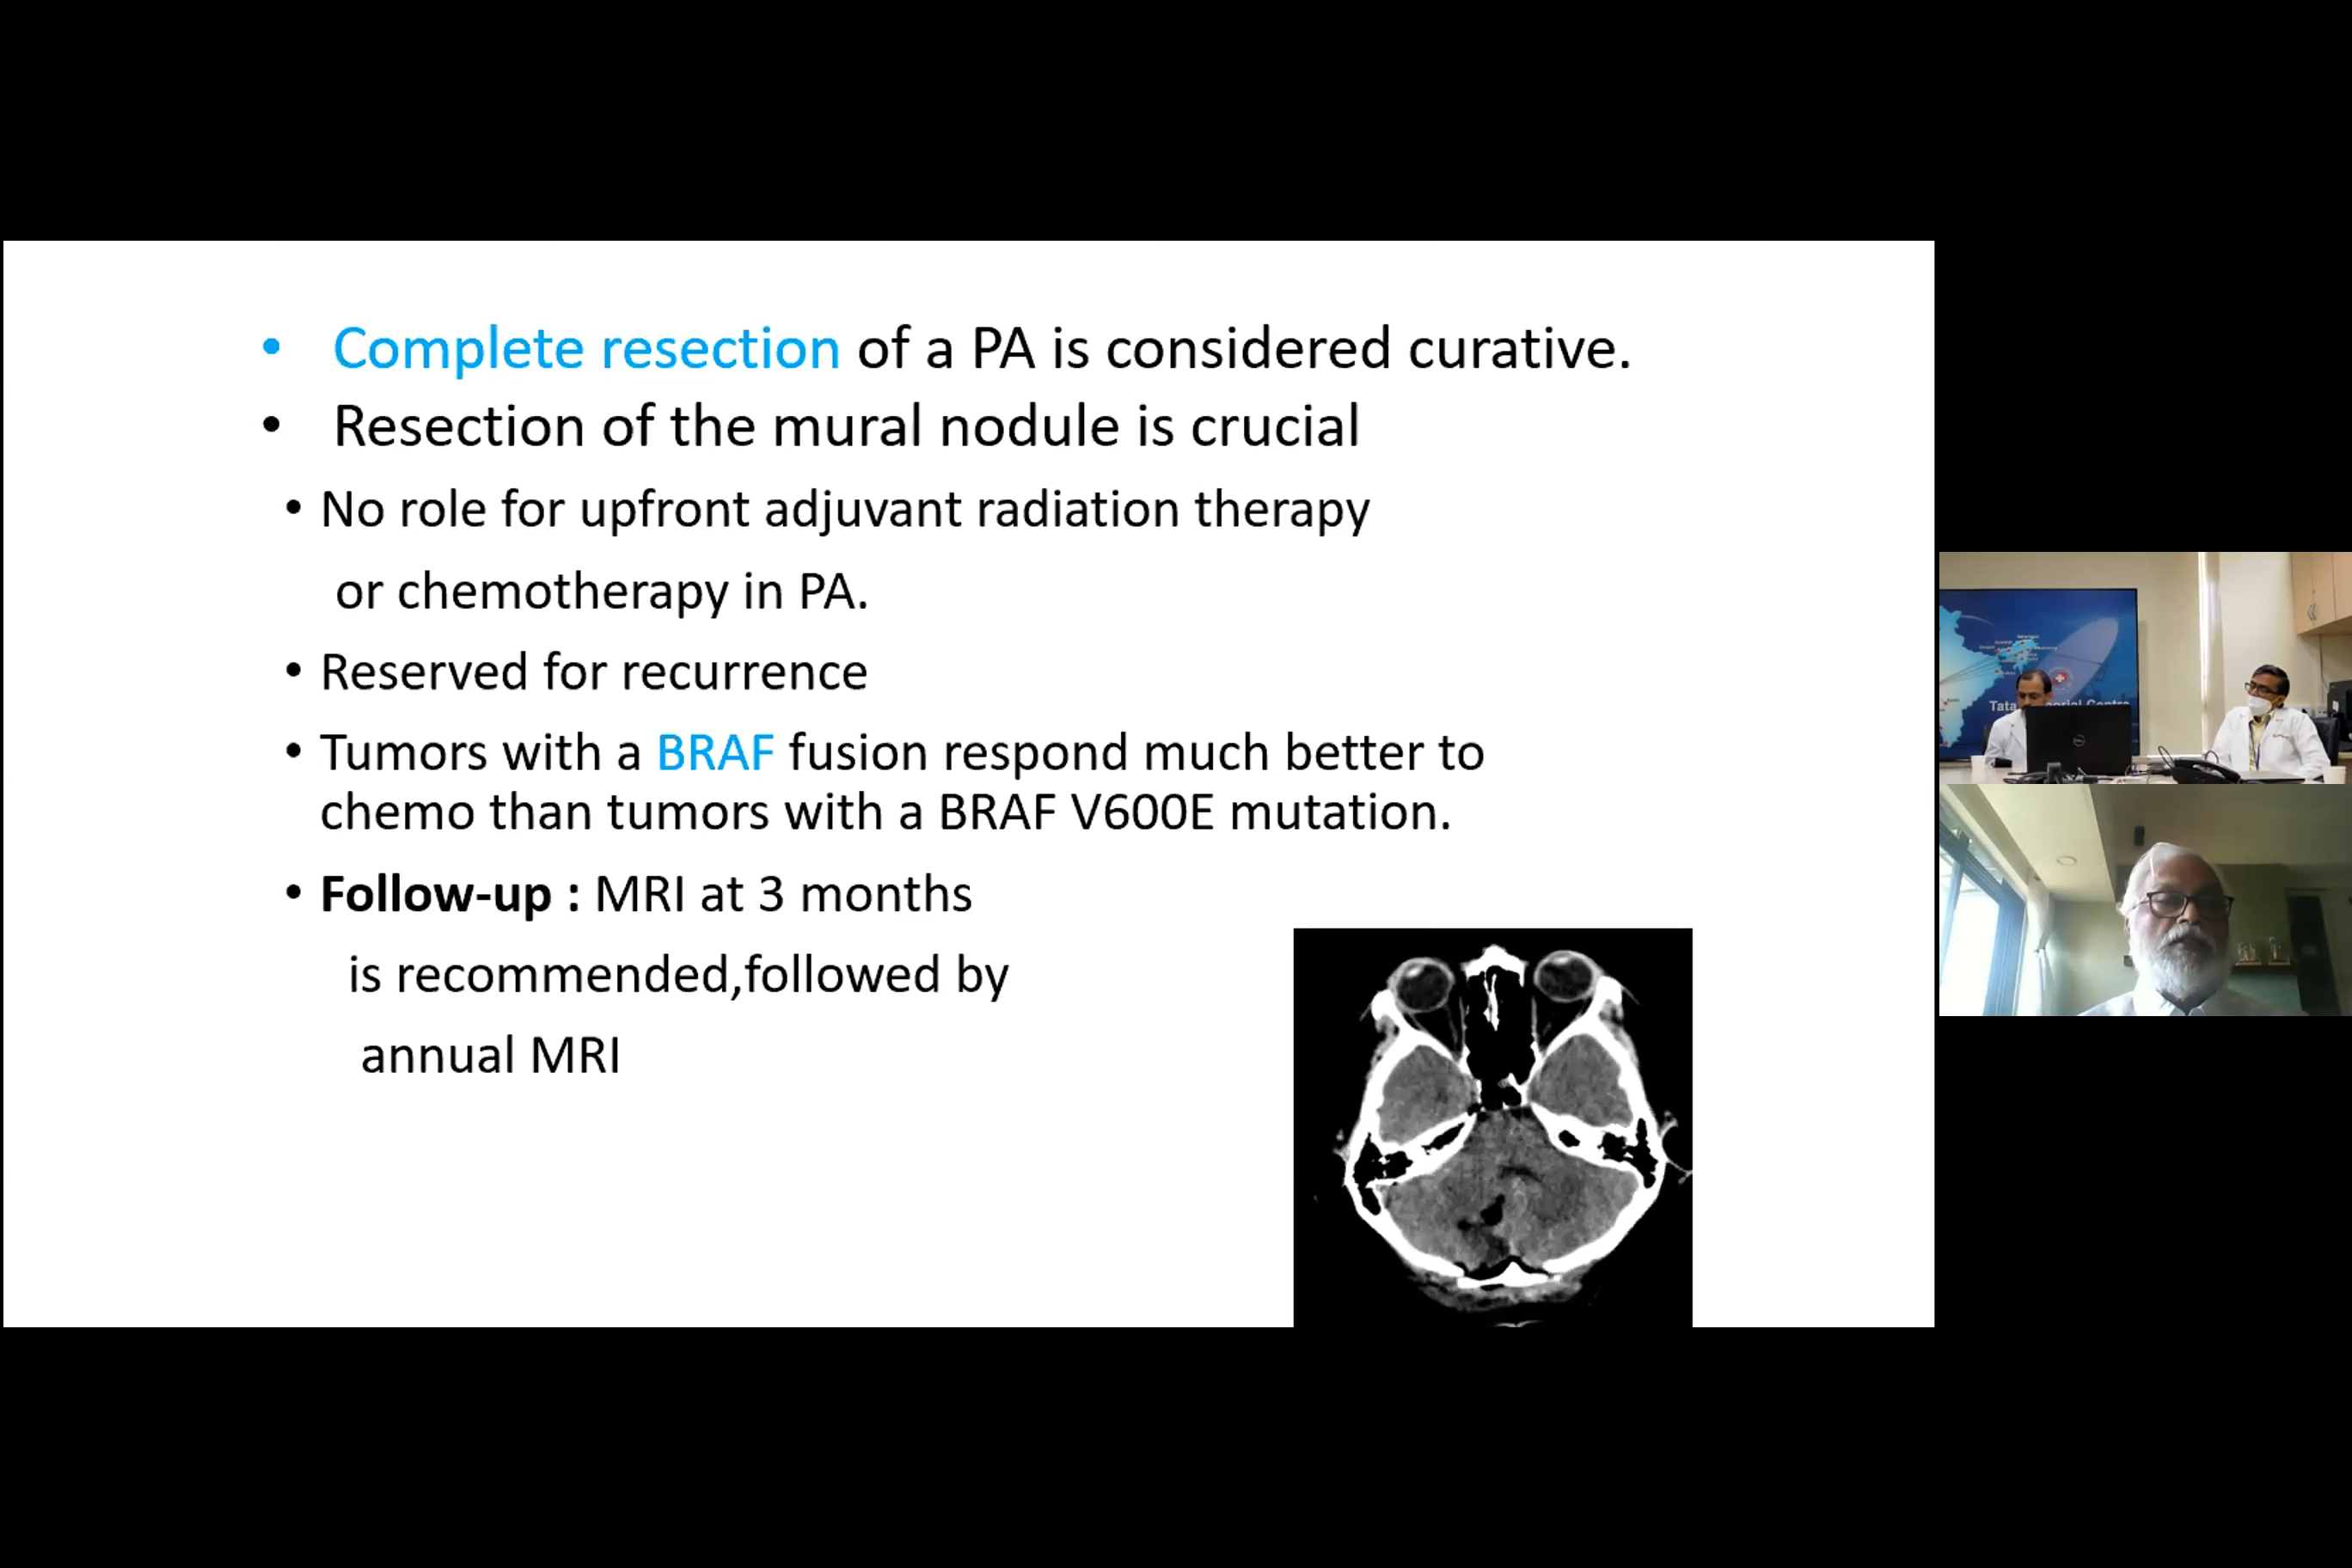 • Complete resection of a PA is considered curative.
• Resection of the mural nodule is crucial
• No role for upfront adjuvant radiation therapy
or chemotherapy in PA.
• Reserved for recurrence
• Tumors with a BRAF fusion respond much better to
chemo than tumors with a BRAF V600E mutation.
• Follow-up : MRI at 3 months
is recommended,followed by
annual MRI
Tata